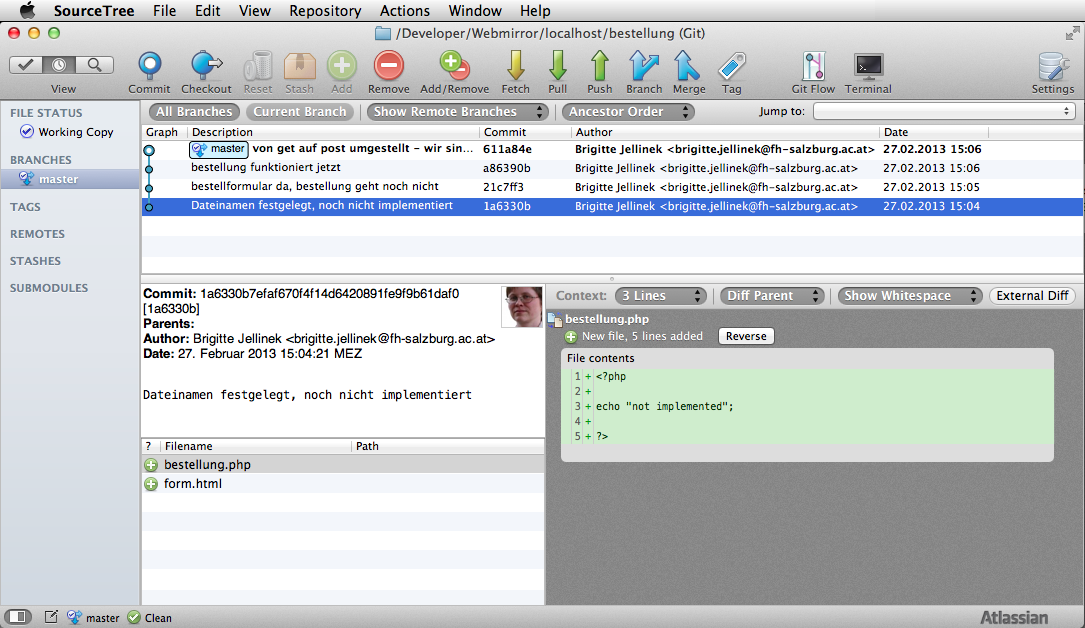 SourceTree File Edit View Repository Actions Window Help
/Developer/Webmirror/localhost/bestellung (Git)
View Commit Checkout Reset Stash Add Remove Add/Remove Fetch Pull Push Branch Merge Tag Git Flow Terminal Settings
All Branches Current Branch Show Remote Branches Ancestor Order Jump to:
FILE STATUS
Working Copy
BRANCHES
master
TAGS
REMOTES
STASHES
SUBMODULES
Graph Description Commit Author Date
master von get auf post umgestellt – wir sin... 611a84e Brigitte Jellinek <brigitte.jellinek@fh-salzburg.ac.at> 27.02.2013 15:06
bestellung funktioniert jetzt a86390b Brigitte Jellinek <brigitte.jellinek@fh-salzburg.ac.at> 27.02.2013 15:06
bestellformular da, bestellung geht noch nicht 21c7ff3 Brigitte Jellinek <brigitte.jellinek@fh-salzburg.ac.at> 27.02.2013 15:05
Dateinamen festgelegt, noch nicht implementiert 1a6330b Brigitte Jellinek <brigitte.jellinek@fh-salzburg.ac.at> 27.02.2013 15:04
Commit: 1a6330b7efaf670f4f14d6420891fe9f9b61daf0
[1a6330b]
Parents:
Author: Brigitte Jellinek <brigitte.jellinek@fh-salzburg.ac.at>
Date: 27. Februar 2013 15:04:21 MEZ
Dateinamen festgelegt, noch nicht implementiert
? Filename Path
bestellung.php
form.html
Context: 3 Lines Diff Parent Show Whitespace External Diff
bestellung.php
New file, 5 lines added Reverse
File contents
1 + <?php
2 +
3 + echo "not implemented";
4 +
5 + ?>
master Clean Atlassian